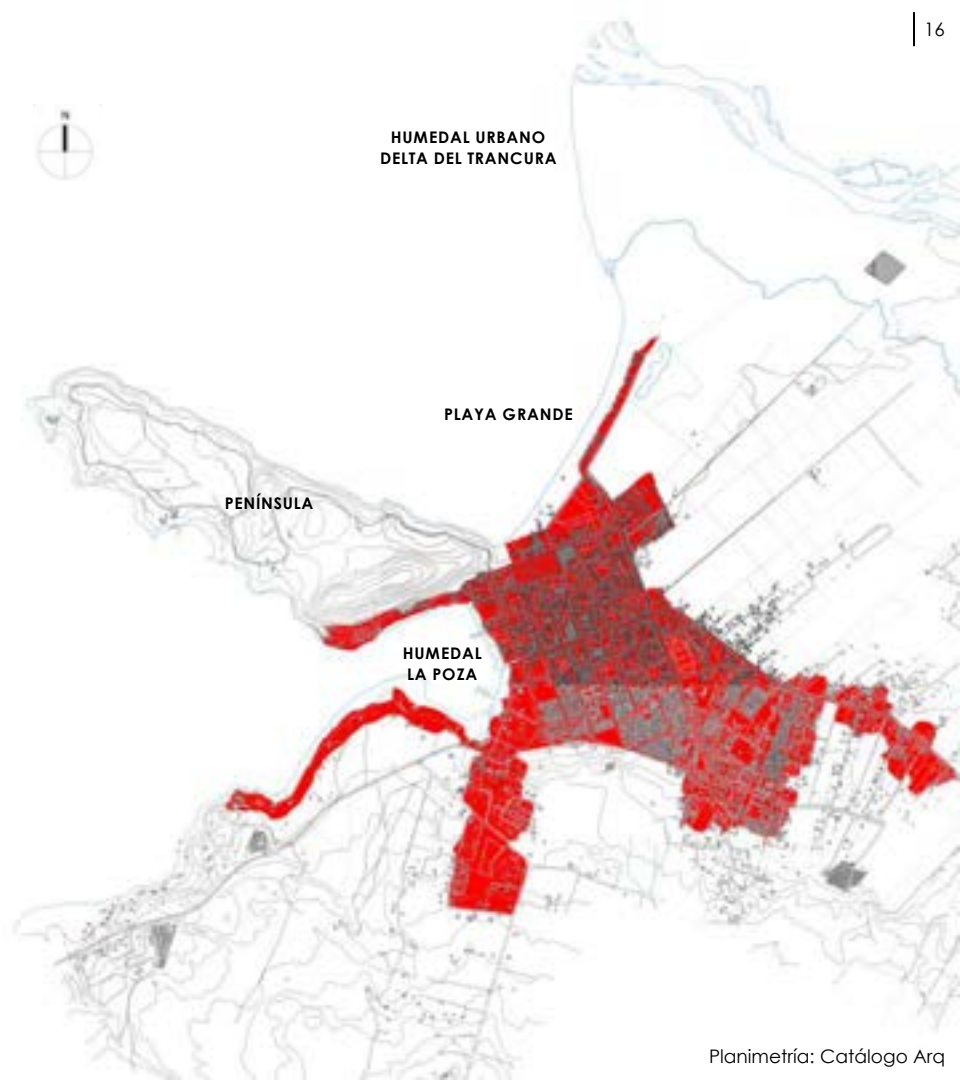 16
N
HUMEDAL URBANO
DELTA DEL TRANCURA
PLAYA GRANDE
PENÍNSULA
HUMEDAL
LA POZA
Planimetría: Catálogo Arq